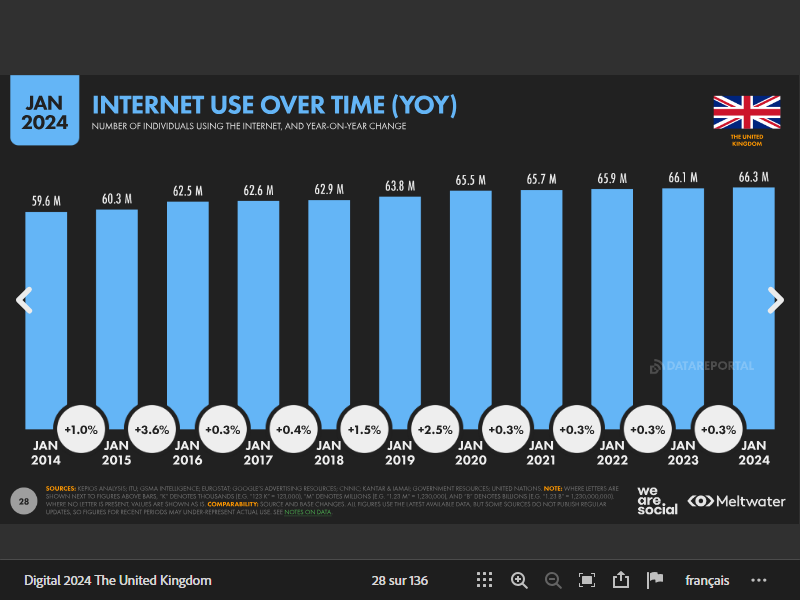 JAN
2024
INTERNET USE OVER TIME (YOY)
NUMBER OF INDIVIDUALS USING THE INTERNET, AND YEAR-ON-YEAR CHANGE
THE UNITED
KINGDOM
59.6 M 60.3 M 62.5 M 62.6 M 62.9 M 63.8 M 65.5 M 65.7 M 65.9 M 66.1 M 66.3 M
DATAREPORTAL
+1.0% +3.6% +0.3% +0.4% +1.5% +2.5% +0.3% +0.3% +0.3% +0.3%
JAN JAN JAN JAN JAN JAN JAN JAN JAN JAN JAN
2014 2015 2016 2017 2018 2019 2020 2021 2022 2023 2024
28
SOURCES: KEPIOS ANALYSIS; ITU; GSMA INTELLIGENCE; EUROSTAT; GOOGLE'S ADVERTISING RESOURCES; CNNIC; KANTAR & IAMAI; GOVERNMENT RESOURCES; UNITED NATIONS. NOTE: WHERE LETTERS ARE
SHOWN NEXT TO FIGURES ABOVE BARS, "K" DENOTES THOUSANDS (E.G. "123 K" = 123,000), "M" DENOTES MILLIONS (E.G. "1.23 M" = 1,230,000), AND "B" DENOTES BILLIONS (E.G. "1.23 B" = 1,230,000,000).
WHERE NO LETTER IS PRESENT, VALUES ARE SHOWN AS IS. COMPARABILITY: SOURCE AND BASE CHANGES. ALL FIGURES USE THE LATEST AVAILABLE DATA, BUT SOME SOURCES DO NOT PUBLISH REGULAR
UPDATES, SO FIGURES FOR RECENT PERIODS MAY UNDER-REPRESENT ACTUAL USE. SEE NOTES ON DATA.
we
are.
social
Meltwater
Digital 2024 The United Kingdom
28 sur 136
français